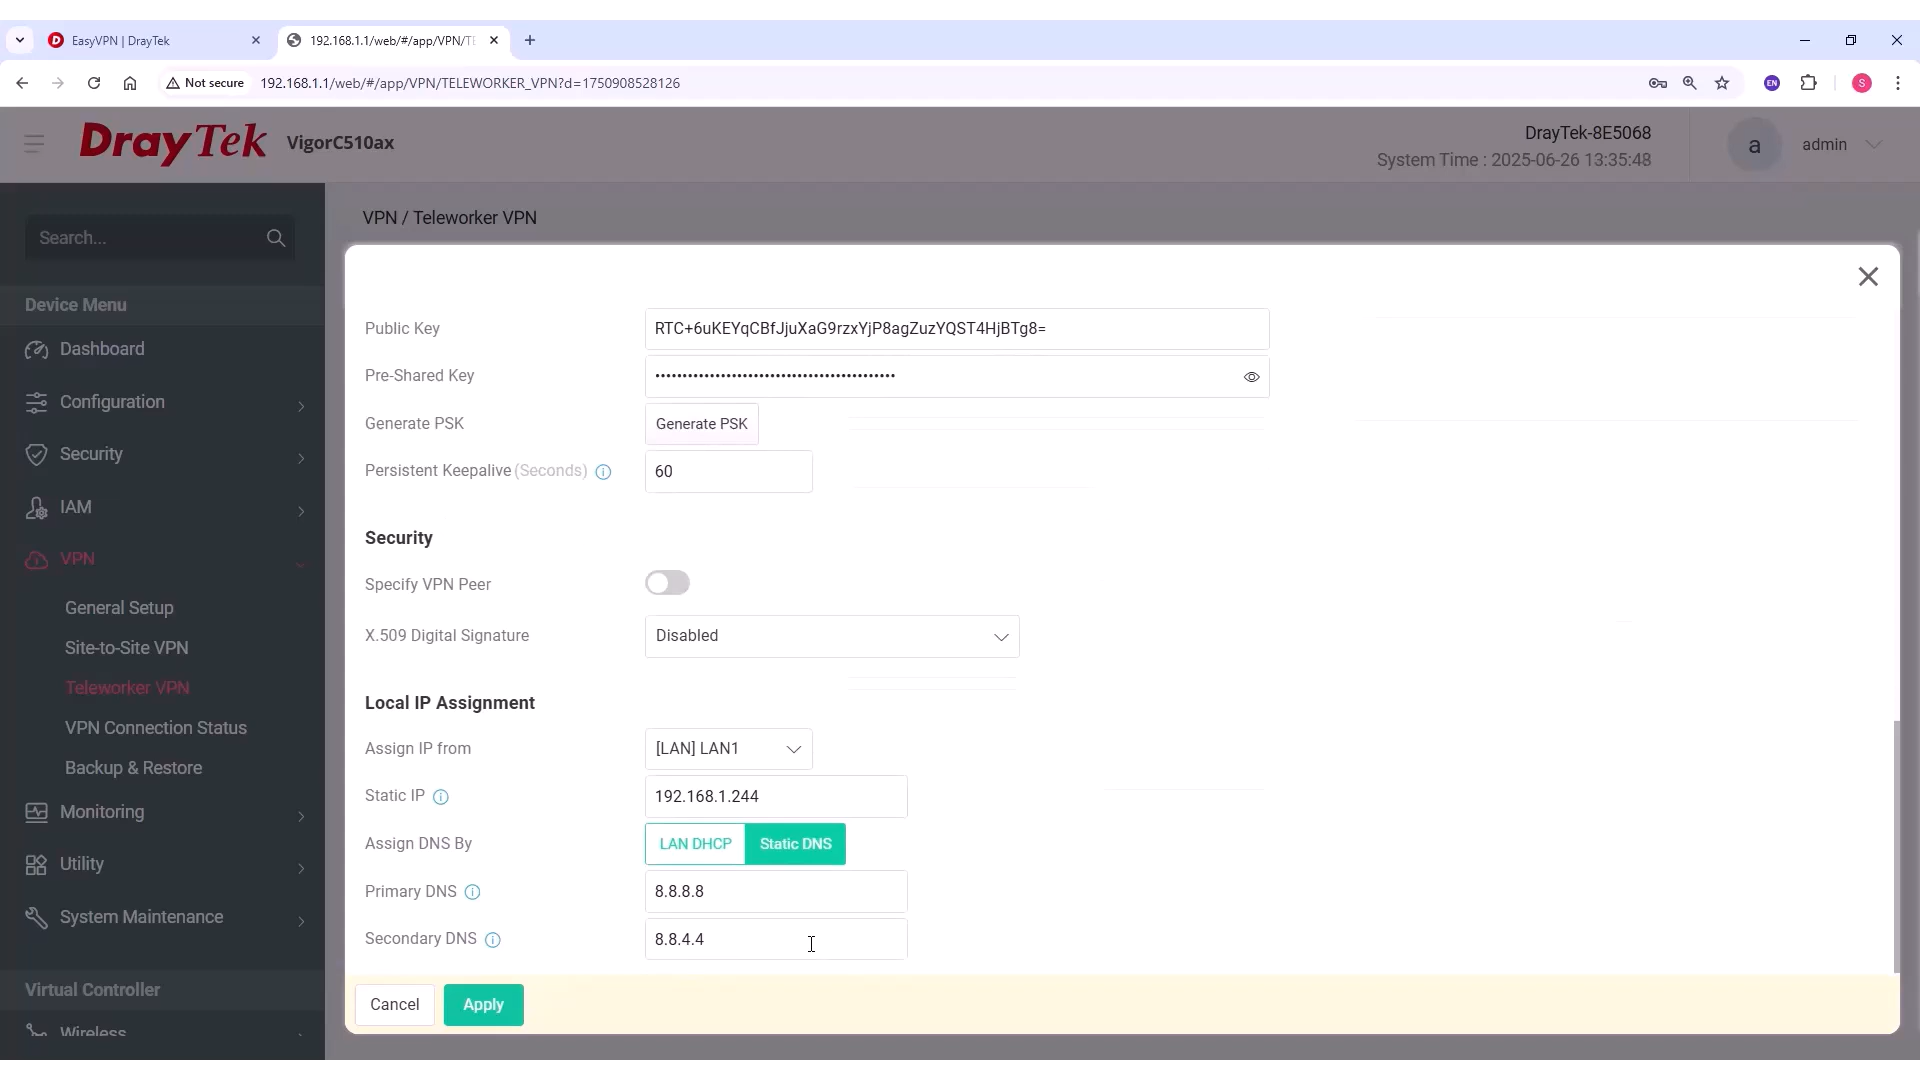 EasyVPN | DrayTek
192.168.1.1/web/#/app/VPN/TE
Not secure
192.168.1.1/web/#/app/VPN/TELEWORKER_VPN?d=1750908528126
EN
S
DrayTek
VigorC510ax
DrayTek-8E5068
System Time : 2025-06-26 13:35:48
a
admin
Search...
VPN / Teleworker VPN
Device Menu
Dashboard
Configuration
Security
IAM
VPN
General Setup
Site-to-Site VPN
Teleworker VPN
VPN Connection Status
Backup & Restore
Monitoring
Utility
System Maintenance
Virtual Controller
Wireless
Public Key
RTC+6uKEYqCBfJjuXaG9rzxYjP8agZuzYQST4HjBTg8=
Pre-Shared Key
Generate PSK
Generate PSK
Persistent Keepalive (Seconds)
60
Security
Specify VPN Peer
X.509 Digital Signature
Disabled
Local IP Assignment
Assign IP from
[LAN] LAN1
Static IP
192.168.1.244
Assign DNS By
LAN DHCP
Static DNS
Primary DNS
8.8.8.8
Secondary DNS
8.8.4.4
Cancel
Apply